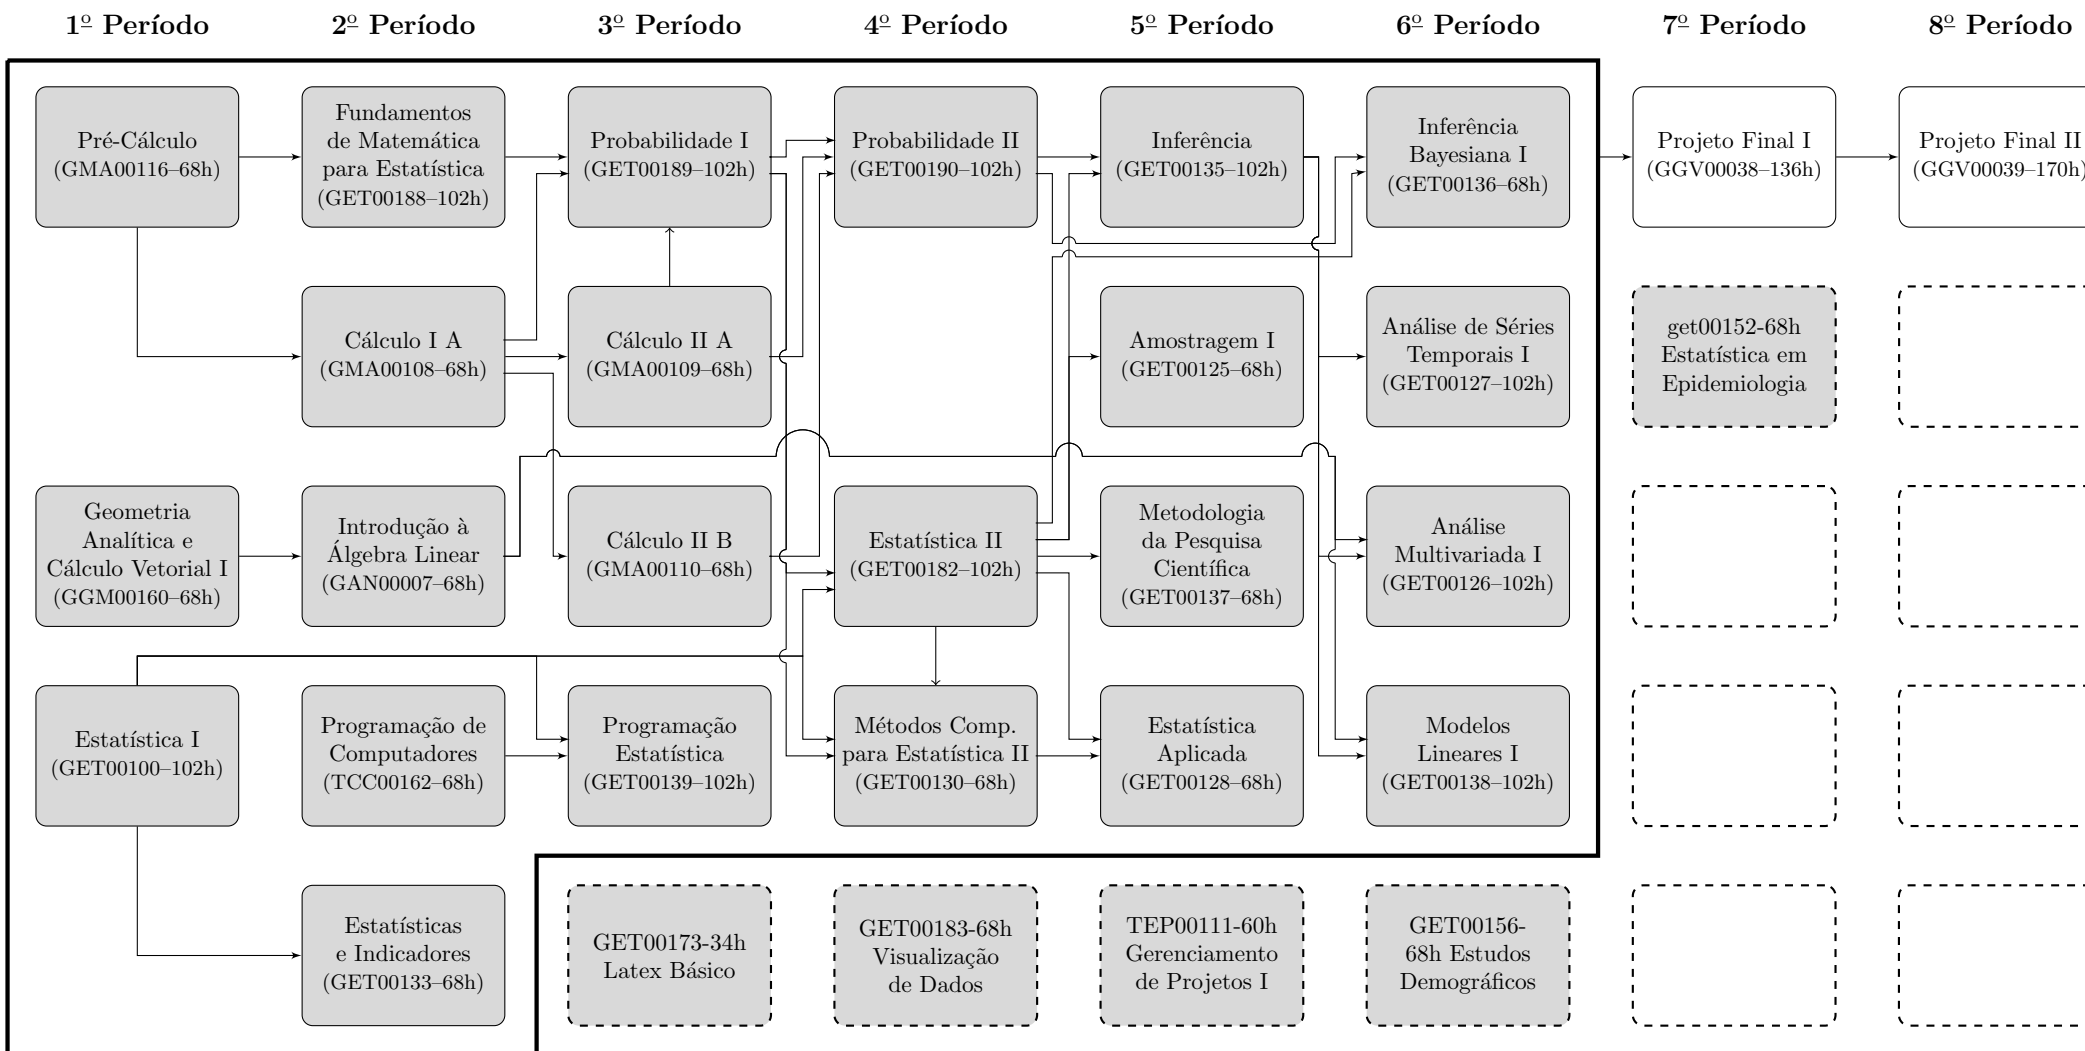 1º Período
2º Período
3º Período
4º Período
5º Período
6º Período
7º Período
8º Período
Pré-Cálculo
(GMA00116–68h)
Fundamentos
de Matemática
para Estatística
(GET00188–102h)
Probabilidade I
(GET00189–102h)
Probabilidade II
(GET00190–102h)
Inferência
(GET00135–102h)
Inferência
Bayesiana I
(GET00136–68h)
Projeto Final I
(GGV00038–136h)
Projeto Final II
(GGV00039–170h)
Cálculo I A
(GMA00108–68h)
Cálculo II A
(GMA00109–68h)
Amostragem I
(GET00125–68h)
Análise de Séries
Temporais I
(GET00127–102h)
get00152-68h
Estatística em
Epidemiologia
Geometria
Analítica e
Cálculo Vetorial I
(GGM00160–68h)
Introdução à
Álgebra Linear
(GAN00007–68h)
Cálculo II B
(GMA00110–68h)
Estatística II
(GET00182–102h)
Metodologia
da Pesquisa
Científica
(GET00137–68h)
Análise
Multivariada I
(GET00126–102h)
Estatística I
(GET00100–102h)
Programação de
Computadores
(TCC00162–68h)
Programação
Estatística
(GET00139–102h)
Métodos Comp.
para Estatística II
(GET00130–68h)
Estatística
Aplicada
(GET00128–68h)
Modelos
Lineares I
(GET00138–102h)
Estatísticas
e Indicadores
(GET00133–68h)
GET00173-34h
Latex Básico
GET00183-68h
Visualização
de Dados
TEP00111-60h
Gerenciamento
de Projetos I
GET00156-
68h Estudos
Demográficos